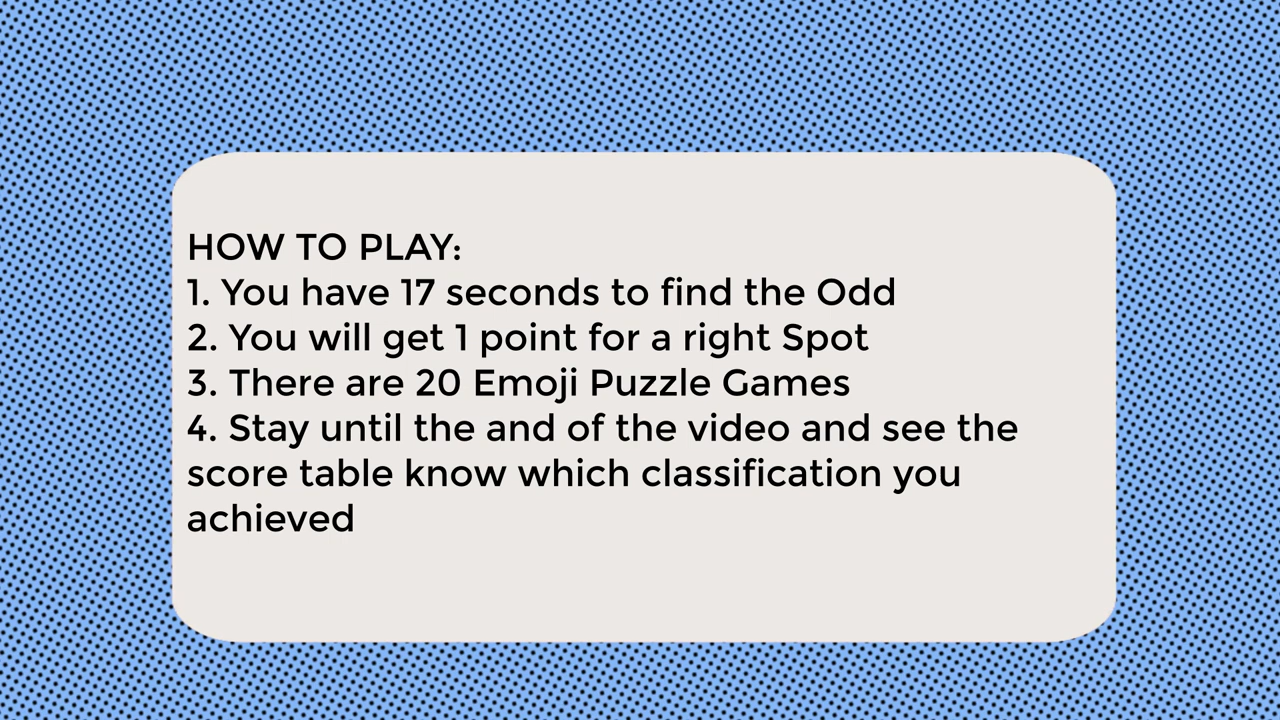 HOW TO PLAY:
1. You have 17 seconds to find the Odd
2. You will get 1 point for a right Spot
3. There are 20 Emoji Puzzle Games
4. Stay until the and of the video and see the
score table know which classification you
achieved